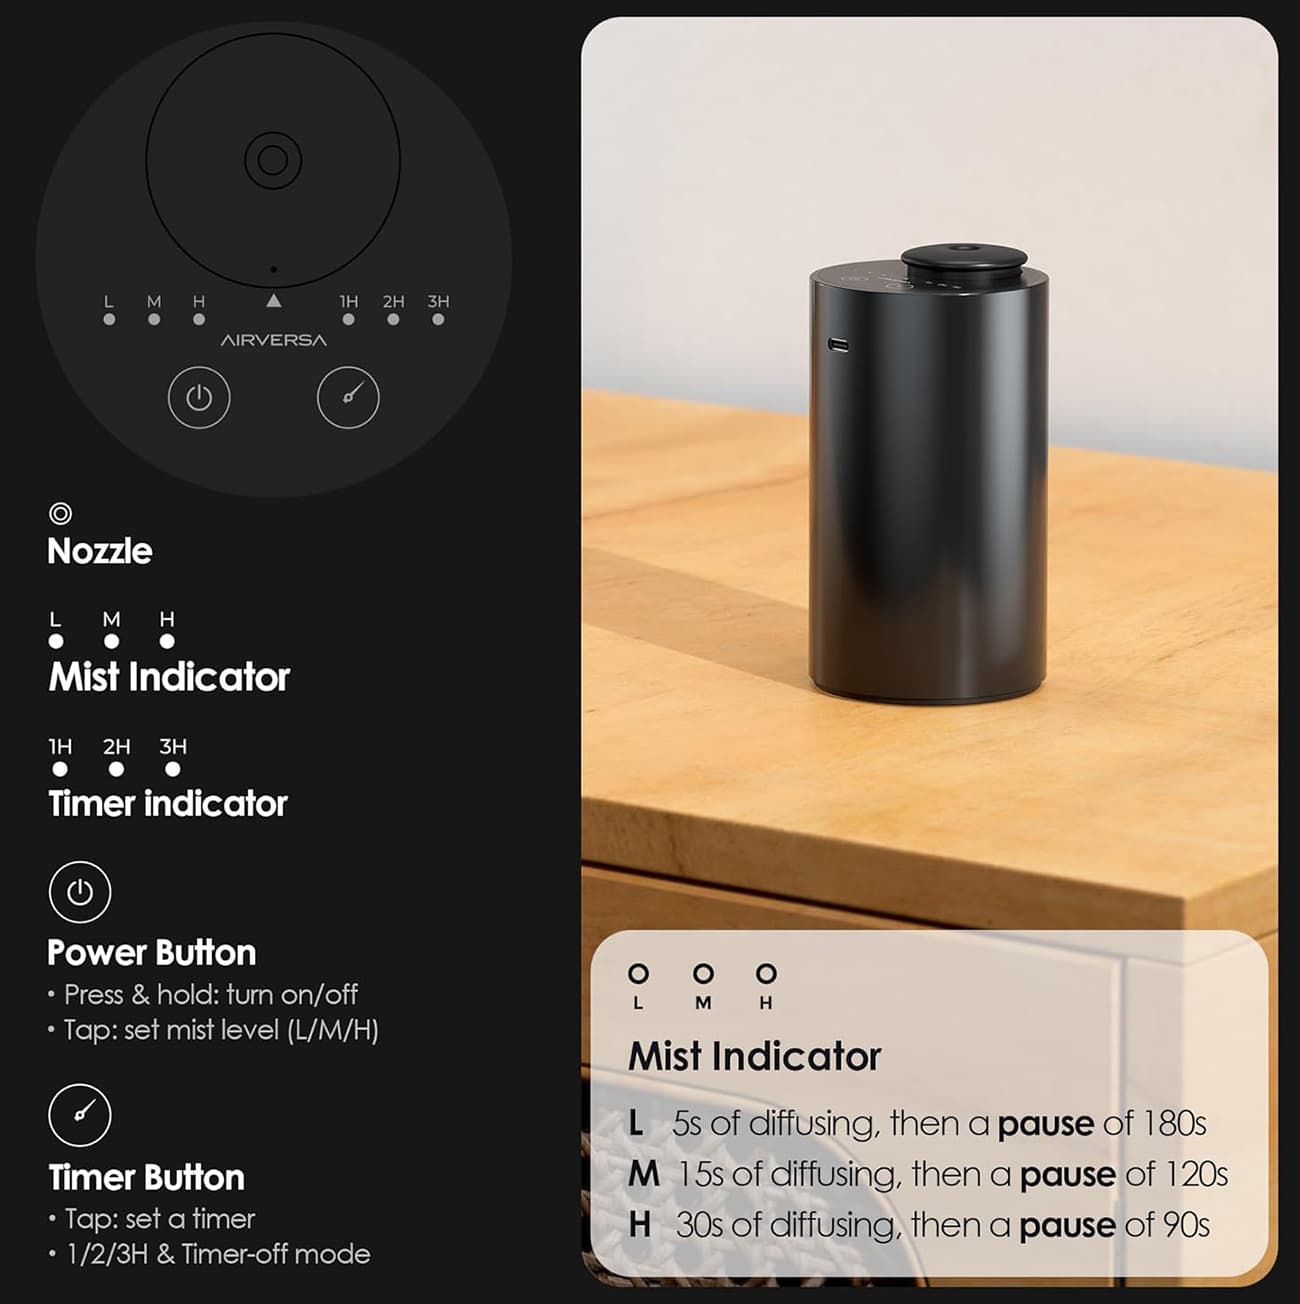 L M H 1H 2H 3H
AIRVERSA
Nozzle
L M H
Mist Indicator
1H 2H 3H
Timer indicator
Power Button
• Press & hold: turn on/off
• Tap: set mist level (L/M/H)
Timer Button
• Tap: set a timer
• 1/2/3H & Timer-off mode
L M H
Mist Indicator
L 5s of diffusing, then a pause of 180s
M 15s of diffusing, then a pause of 120s
H 30s of diffusing, then a pause of 90s